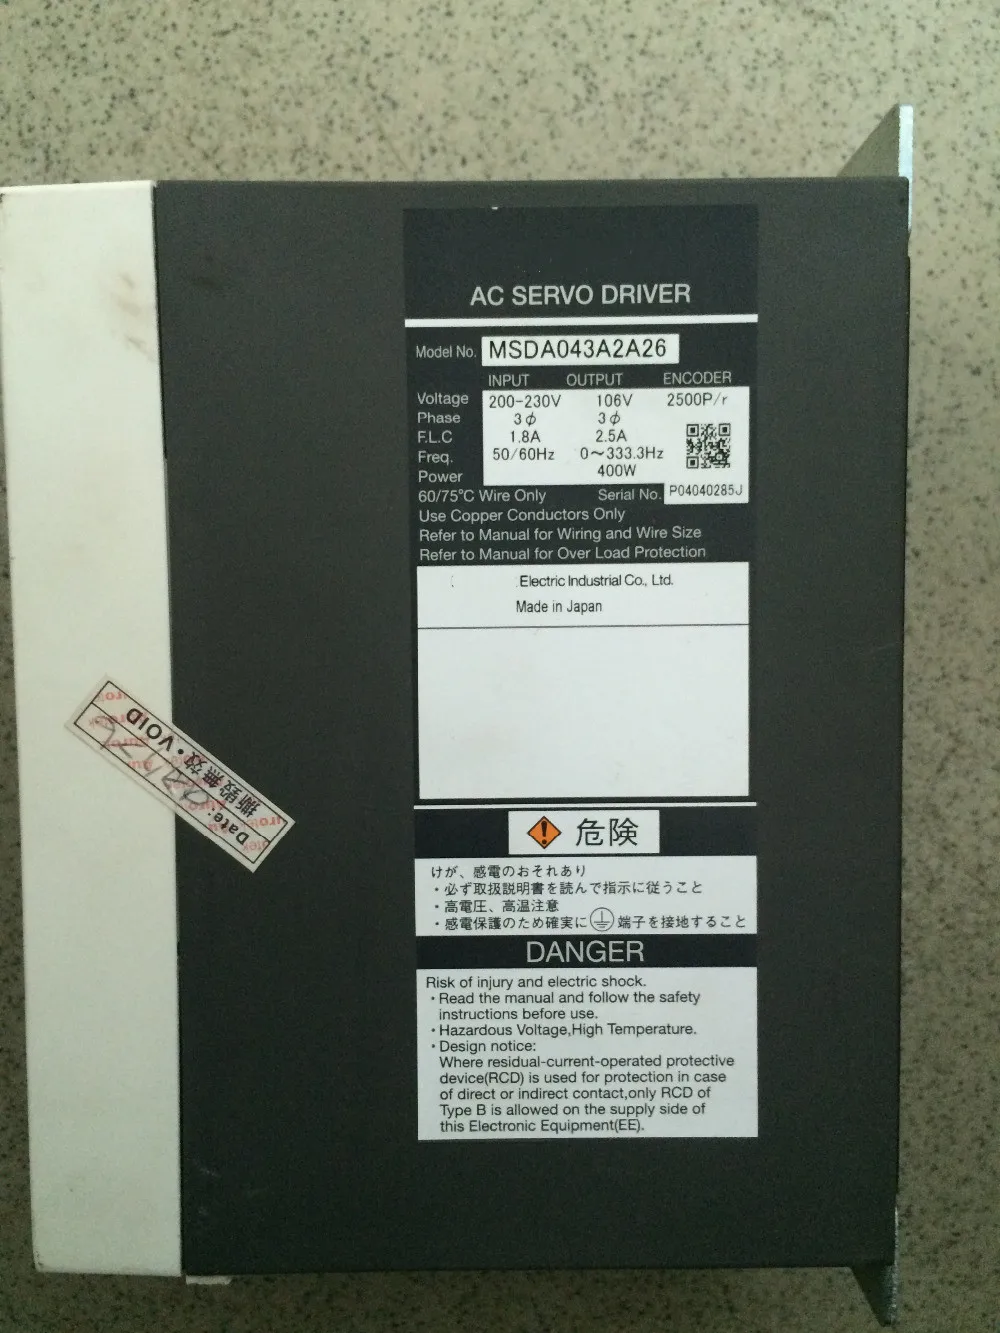 AC SERVO DRIVER
Model No. MSDA043A2A26
INPUT OUTPUT ENCODER
Voltage 200-230V 106V 2500P/r
Phase 3φ 3φ
F.L.C 1.8A 2.5A
Freq. 50/60Hz 0~333.3Hz
Power 400W
60/75℃ Wire Only Serial No. P04040285J
Use Copper Conductors Only
Refer to Manual for Wiring and Wire Size
Refer to Manual for Over Load Protection
Electric Industrial Co., Ltd.
Made in Japan
撕毀無效·VOID
Date:
危険
けが、感電のおそれあり
・必ず取扱説明書を読んで指示に従うこと
・高電圧、高温注意
・感電保護のため確実に端子を接地すること
DANGER
Risk of injury and electric shock.
・Read the manual and follow the safety
instructions before use.
・Hazardous Voltage,High Temperature.
・Design notice:
Where residual-current-operated protective
device(RCD) is used for protection in case
of direct or indirect contact,only RCD of
Type B is allowed on the supply side of
this Electronic Equipment(EE).